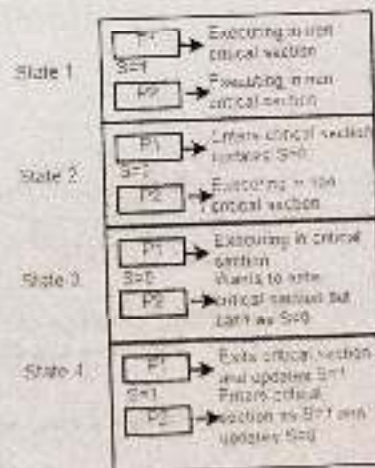 State 1
P1
Executing in non
critical section
S=1
P2
Executing in non
critical section
State 2
P1
Enters critical section
updates S=0
S=0
P2
Executing in non
critical section
State 3
P1
Executing in critical
section
S=0
P2
Wants to enter
critical section but
can't as S=0
State 4
P1
Exits critical section
and updates S=1
S=1
P2
Enters critical
section as S=1 and
updates S=0